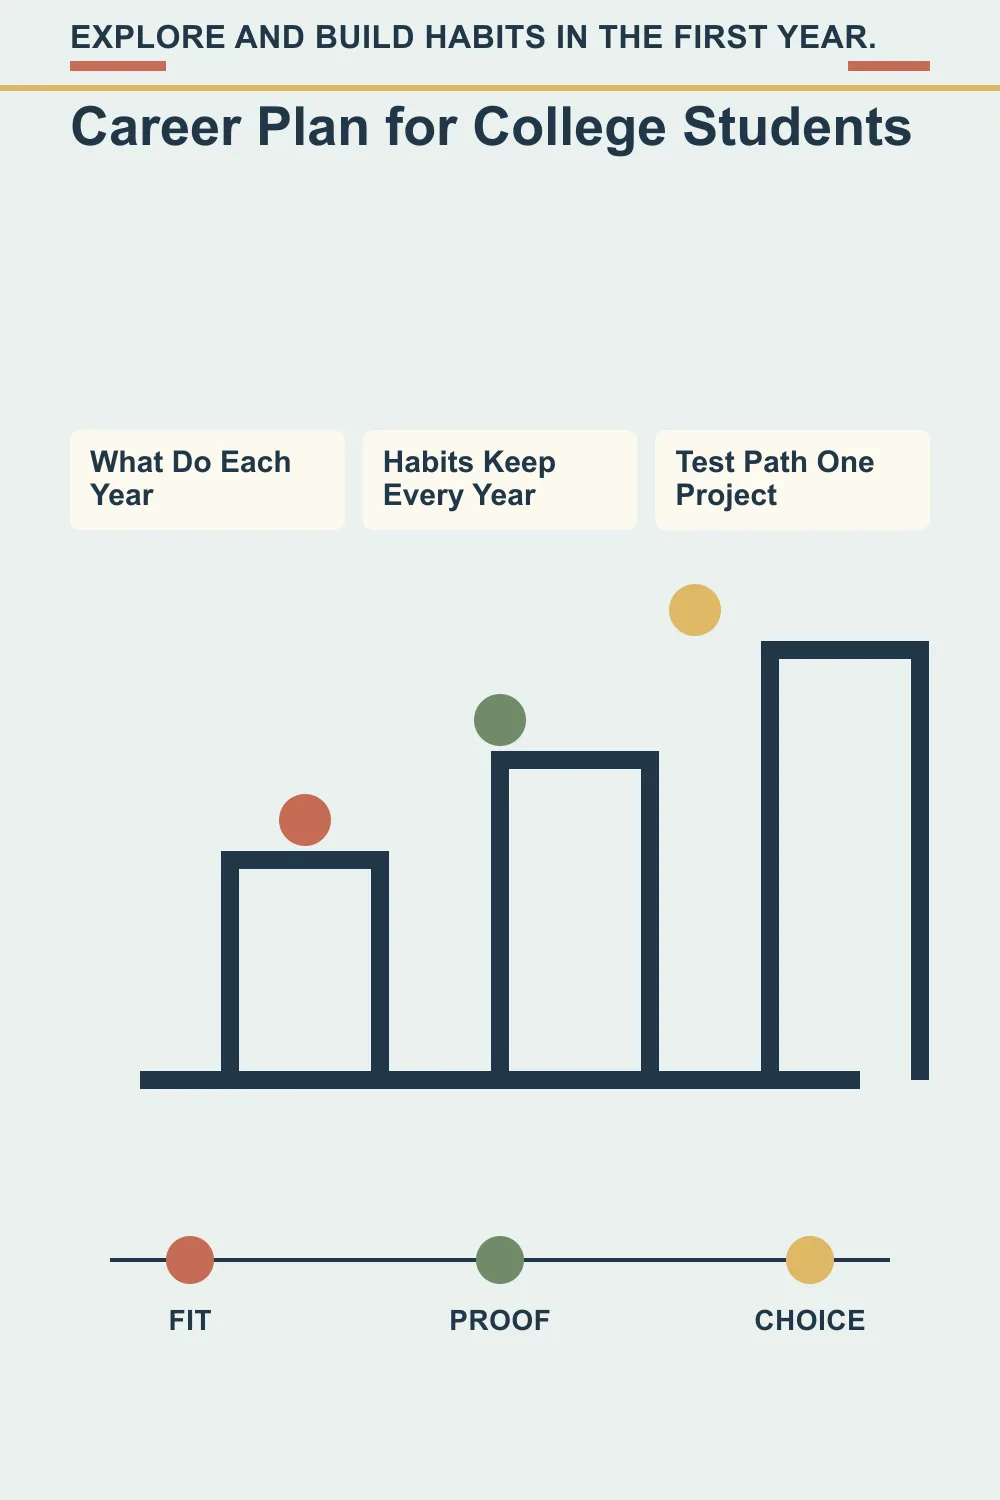 EXPLORE AND BUILD HABITS IN THE FIRST YEAR.
Career Plan for College Students
What Do Each
Year
Habits Keep
Every Year
Test Path One
Project
FIT
PROOF
CHOICE